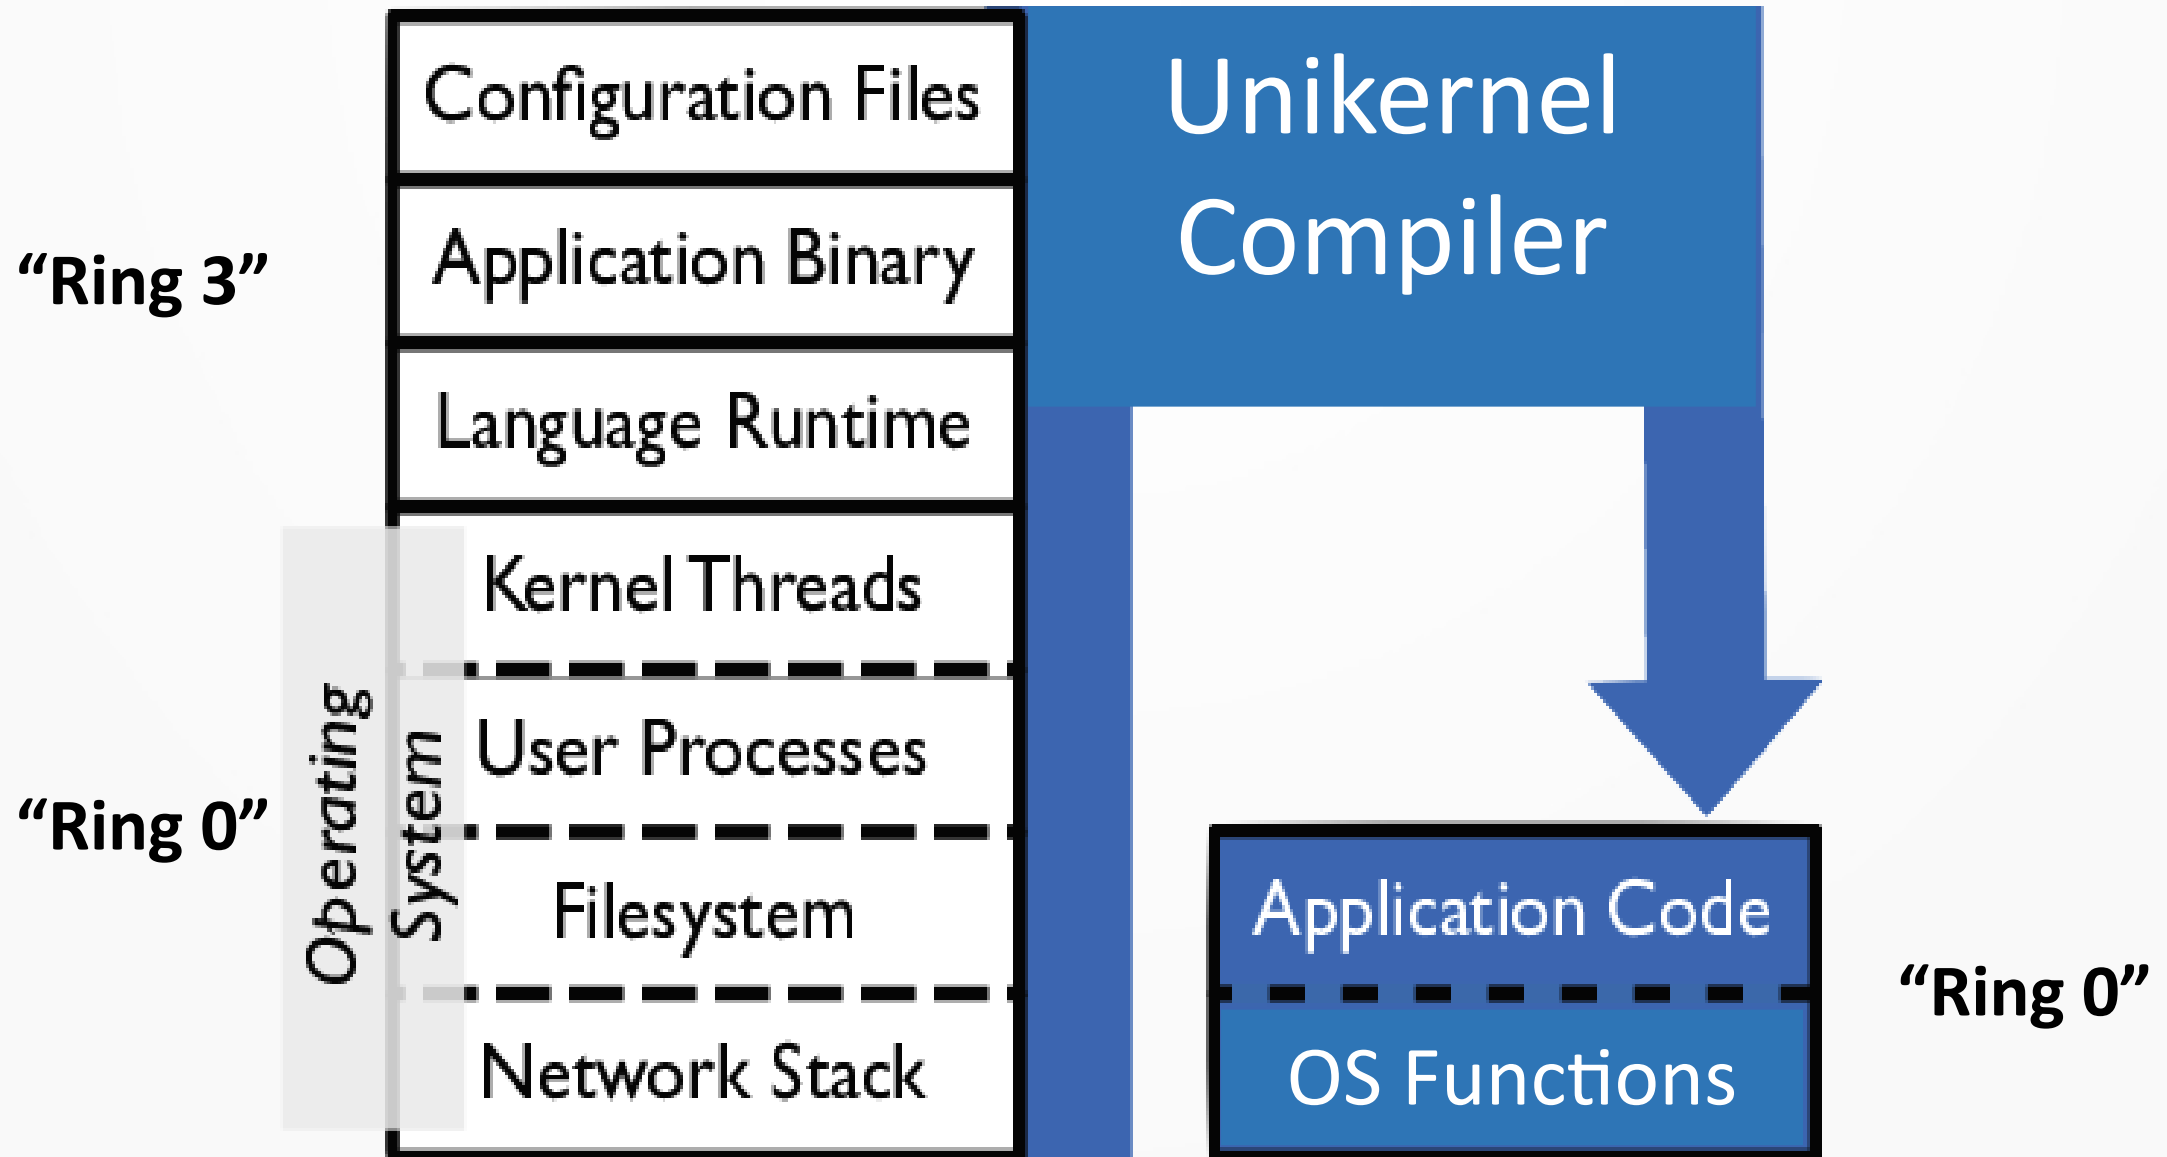 Configuration Files
Application Binary
Language Runtime
Kernel Threads
User Processes
Filesystem
Network Stack
“Ring 3”
“Ring 0”
Operating
System
Unikernel
Compiler
Application Code
OS Functions
“Ring 0”